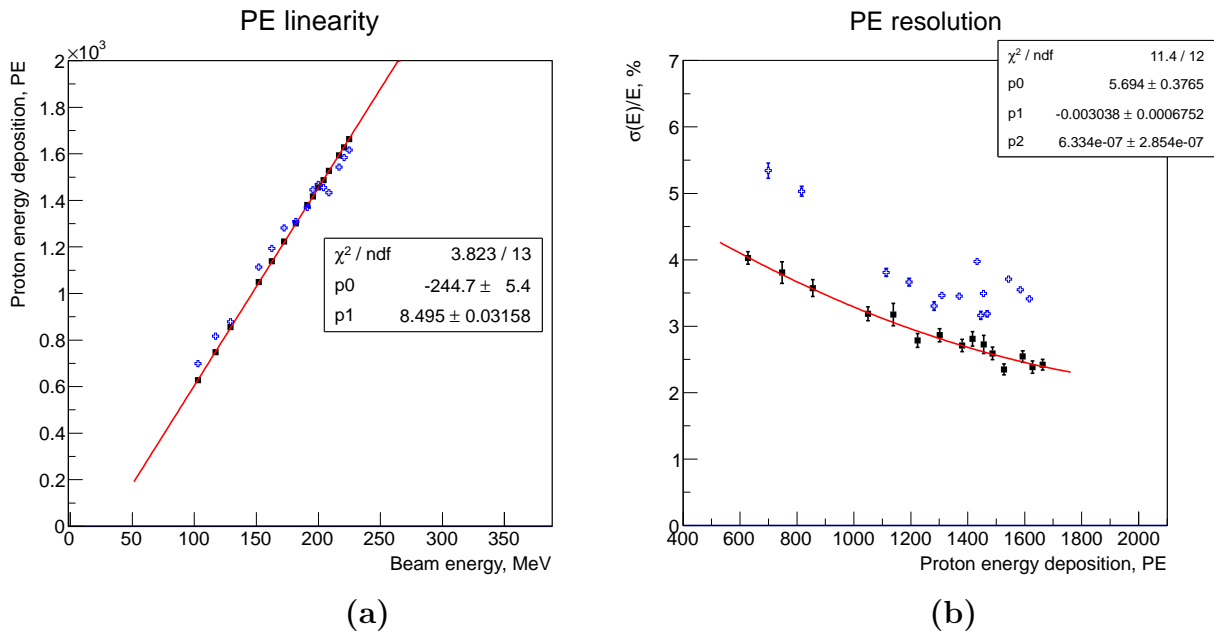 PE linearity
×10³
Proton energy deposition, PE
2
1.8
1.6
1.4
1.2
1
0.8
0.6
0.4
0.2
0
χ² / ndf 3.823 / 13
p0 -244.7 ± 5.4
p1 8.495 ± 0.03158
0 50 100 150 200 250 300 350
Beam energy, MeV
(a)
PE resolution
σ(E)/E, %
7
6
5
4
3
2
1
0
χ² / ndf 11.4 / 12
p0 5.694 ± 0.3765
p1 -0.003038 ± 0.0006752
p2 6.334e-07 ± 2.854e-07
400 600 800 1000 1200 1400 1600 1800 2000
Proton energy deposition, PE
(b)